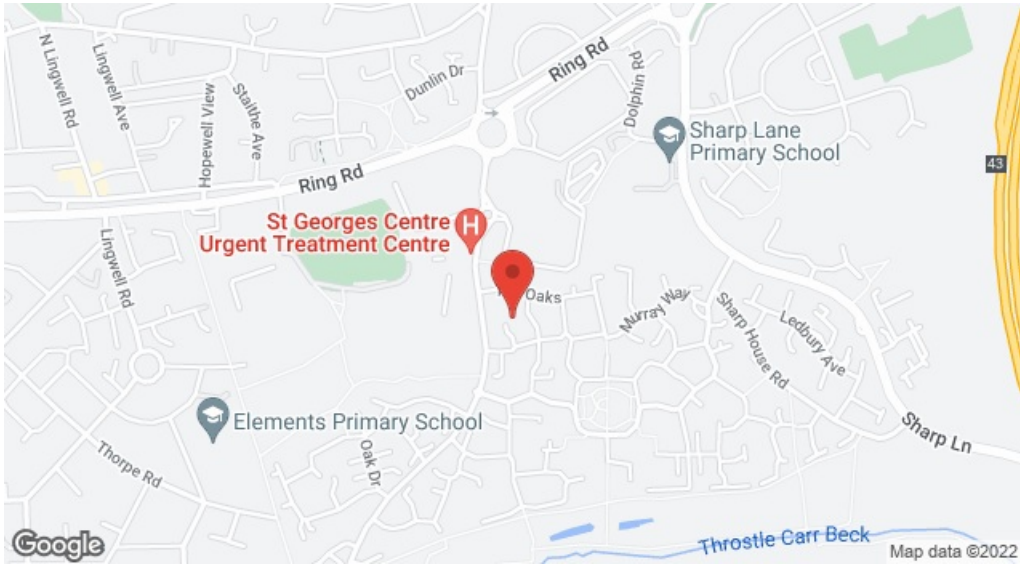 N Lingwell Rd
Lingwell Ave
Hopewell View
Staithe Ave
Dunlin Dr
Ring Rd
Dolphin Rd
Sharp Lane
Primary School
43
Ring Rd
St Georges Centre
Urgent Treatment Centre
H
Lingwell Rd
Oaks
Murray Way
Sharp House Rd
Ledbury Ave
Elements Primary School
Thorpe Rd
Oak Dr
Sharp Ln
Throstle Carr Beck
Google
Map data ©2022